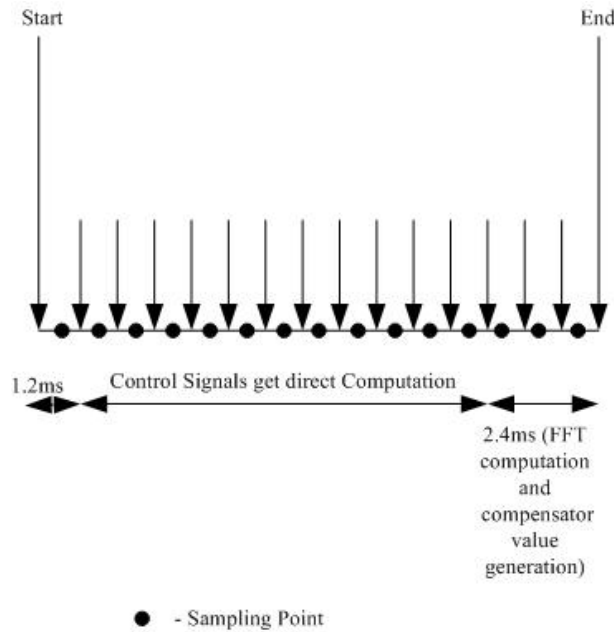 Start
End
1.2ms
Control Signals get direct Computation
2.4ms (FFT
computation
and
compensator
value
generation)
- Sampling Point